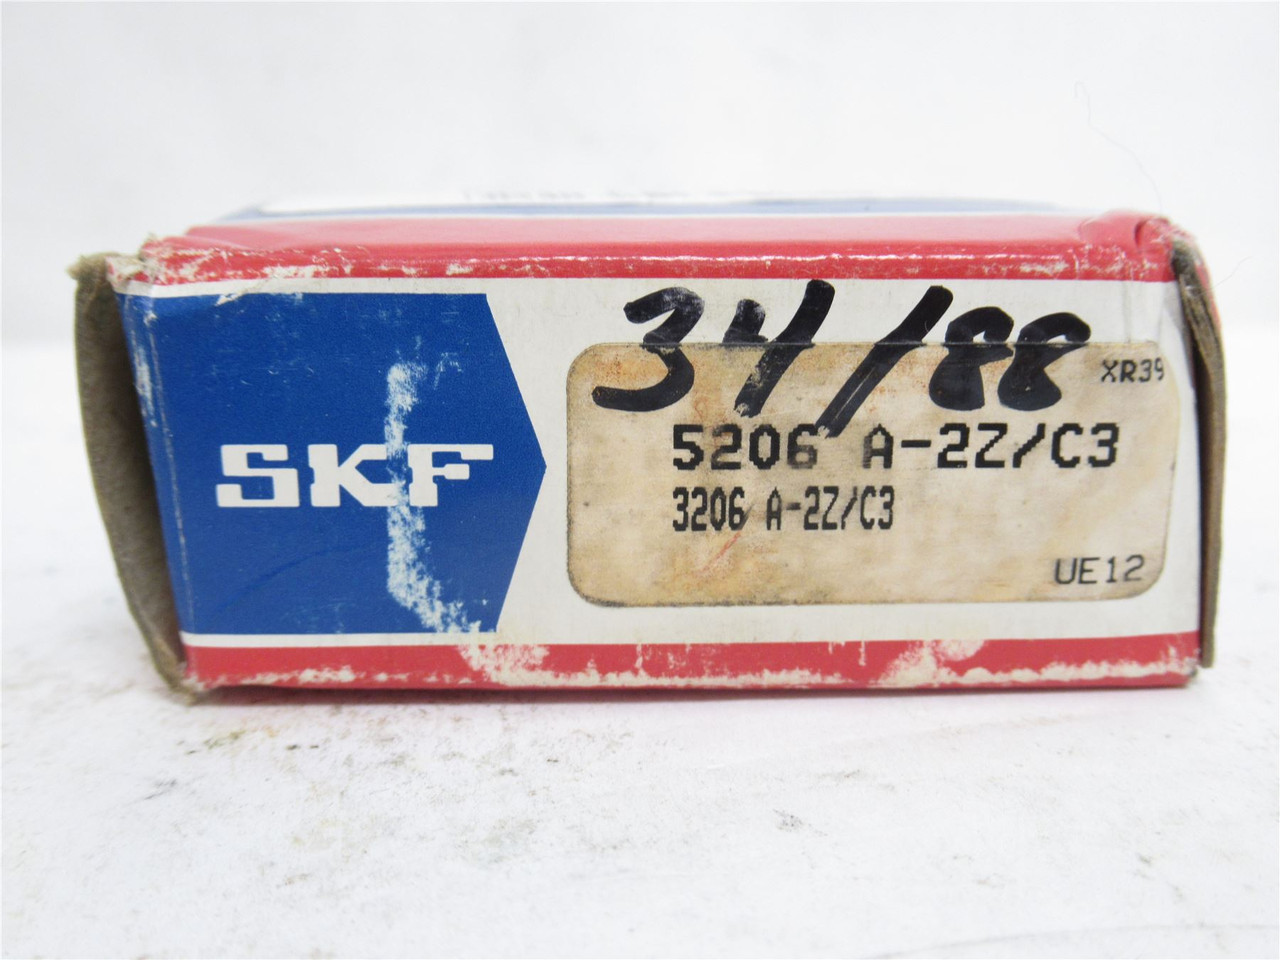 34/88
XR39
5206 A-2Z/C3
3206 A-2Z/C3
UE12
SKF